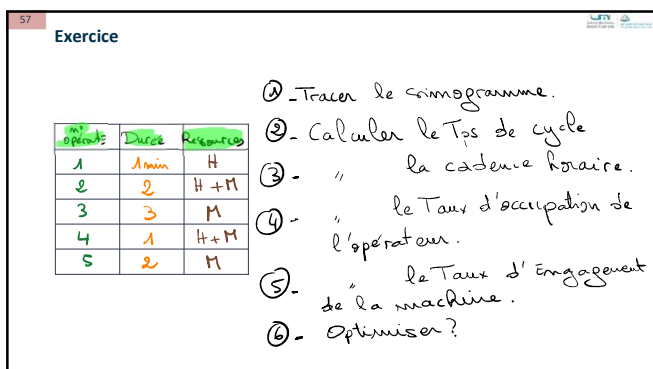 57
Exercice
n° opérat° Durée Ressources
1 1min H
2 2 H+M
3 3 M
4 1 H+M
5 2 M
① - Tracer le simogramme.
② - Calculer le Tps de cycle
③ - " la cadence horaire.
④ - " le Taux d'occupation de
l'opérateur.
⑤ - " le Taux d'Engagement
de la machine.
⑥ - Optimiser?